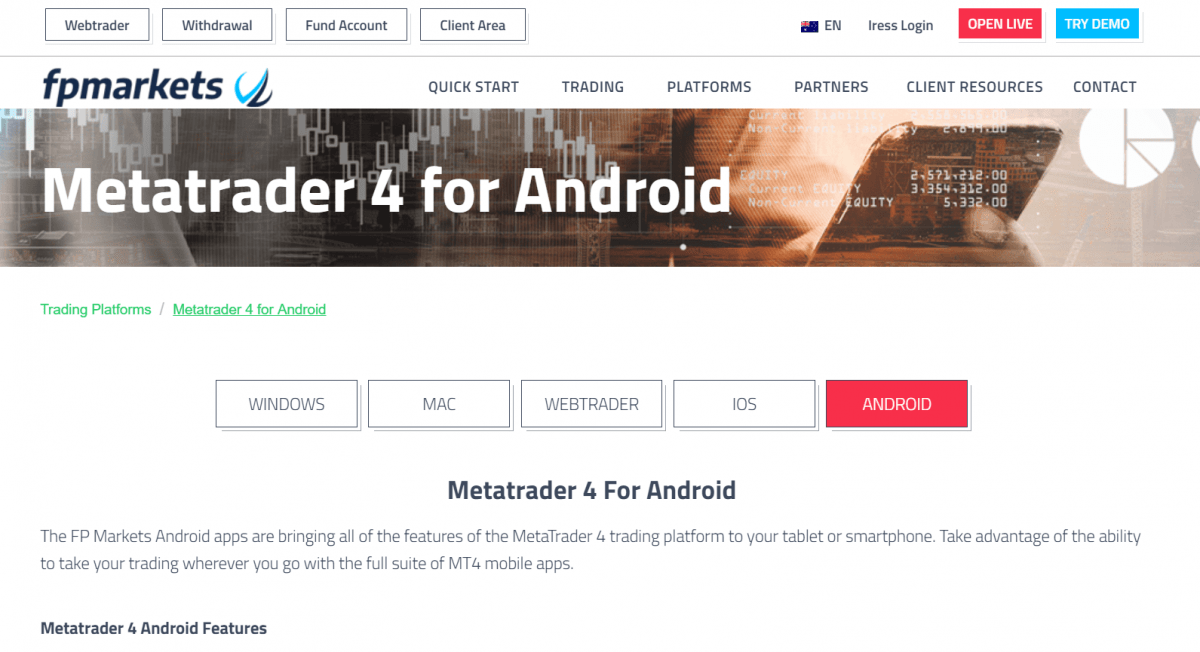 Webtrader Withdrawal Fund Account Client Area EN Iress Login OPEN LIVE TRY DEMO
fpmarkets QUICK START TRADING PLATFORMS PARTNERS CLIENT RESOURCES CONTACT
Current
Non-Current
Metatrader 4 for Android
EQUITY 2,571,212.00
Current EQUITY 3,354,312.00
Non-Current EQUITY 5,332.00
Trading Platforms / Metatrader 4 for Android
WINDOWS MAC WEBTRADER IOS ANDROID
Metatrader 4 For Android
The FP Markets Android apps are bringing all of the features of the MetaTrader 4 trading platform to your tablet or smartphone. Take advantage of the ability
to take your trading wherever you go with the full suite of MT4 mobile apps.
Metatrader 4 Android Features